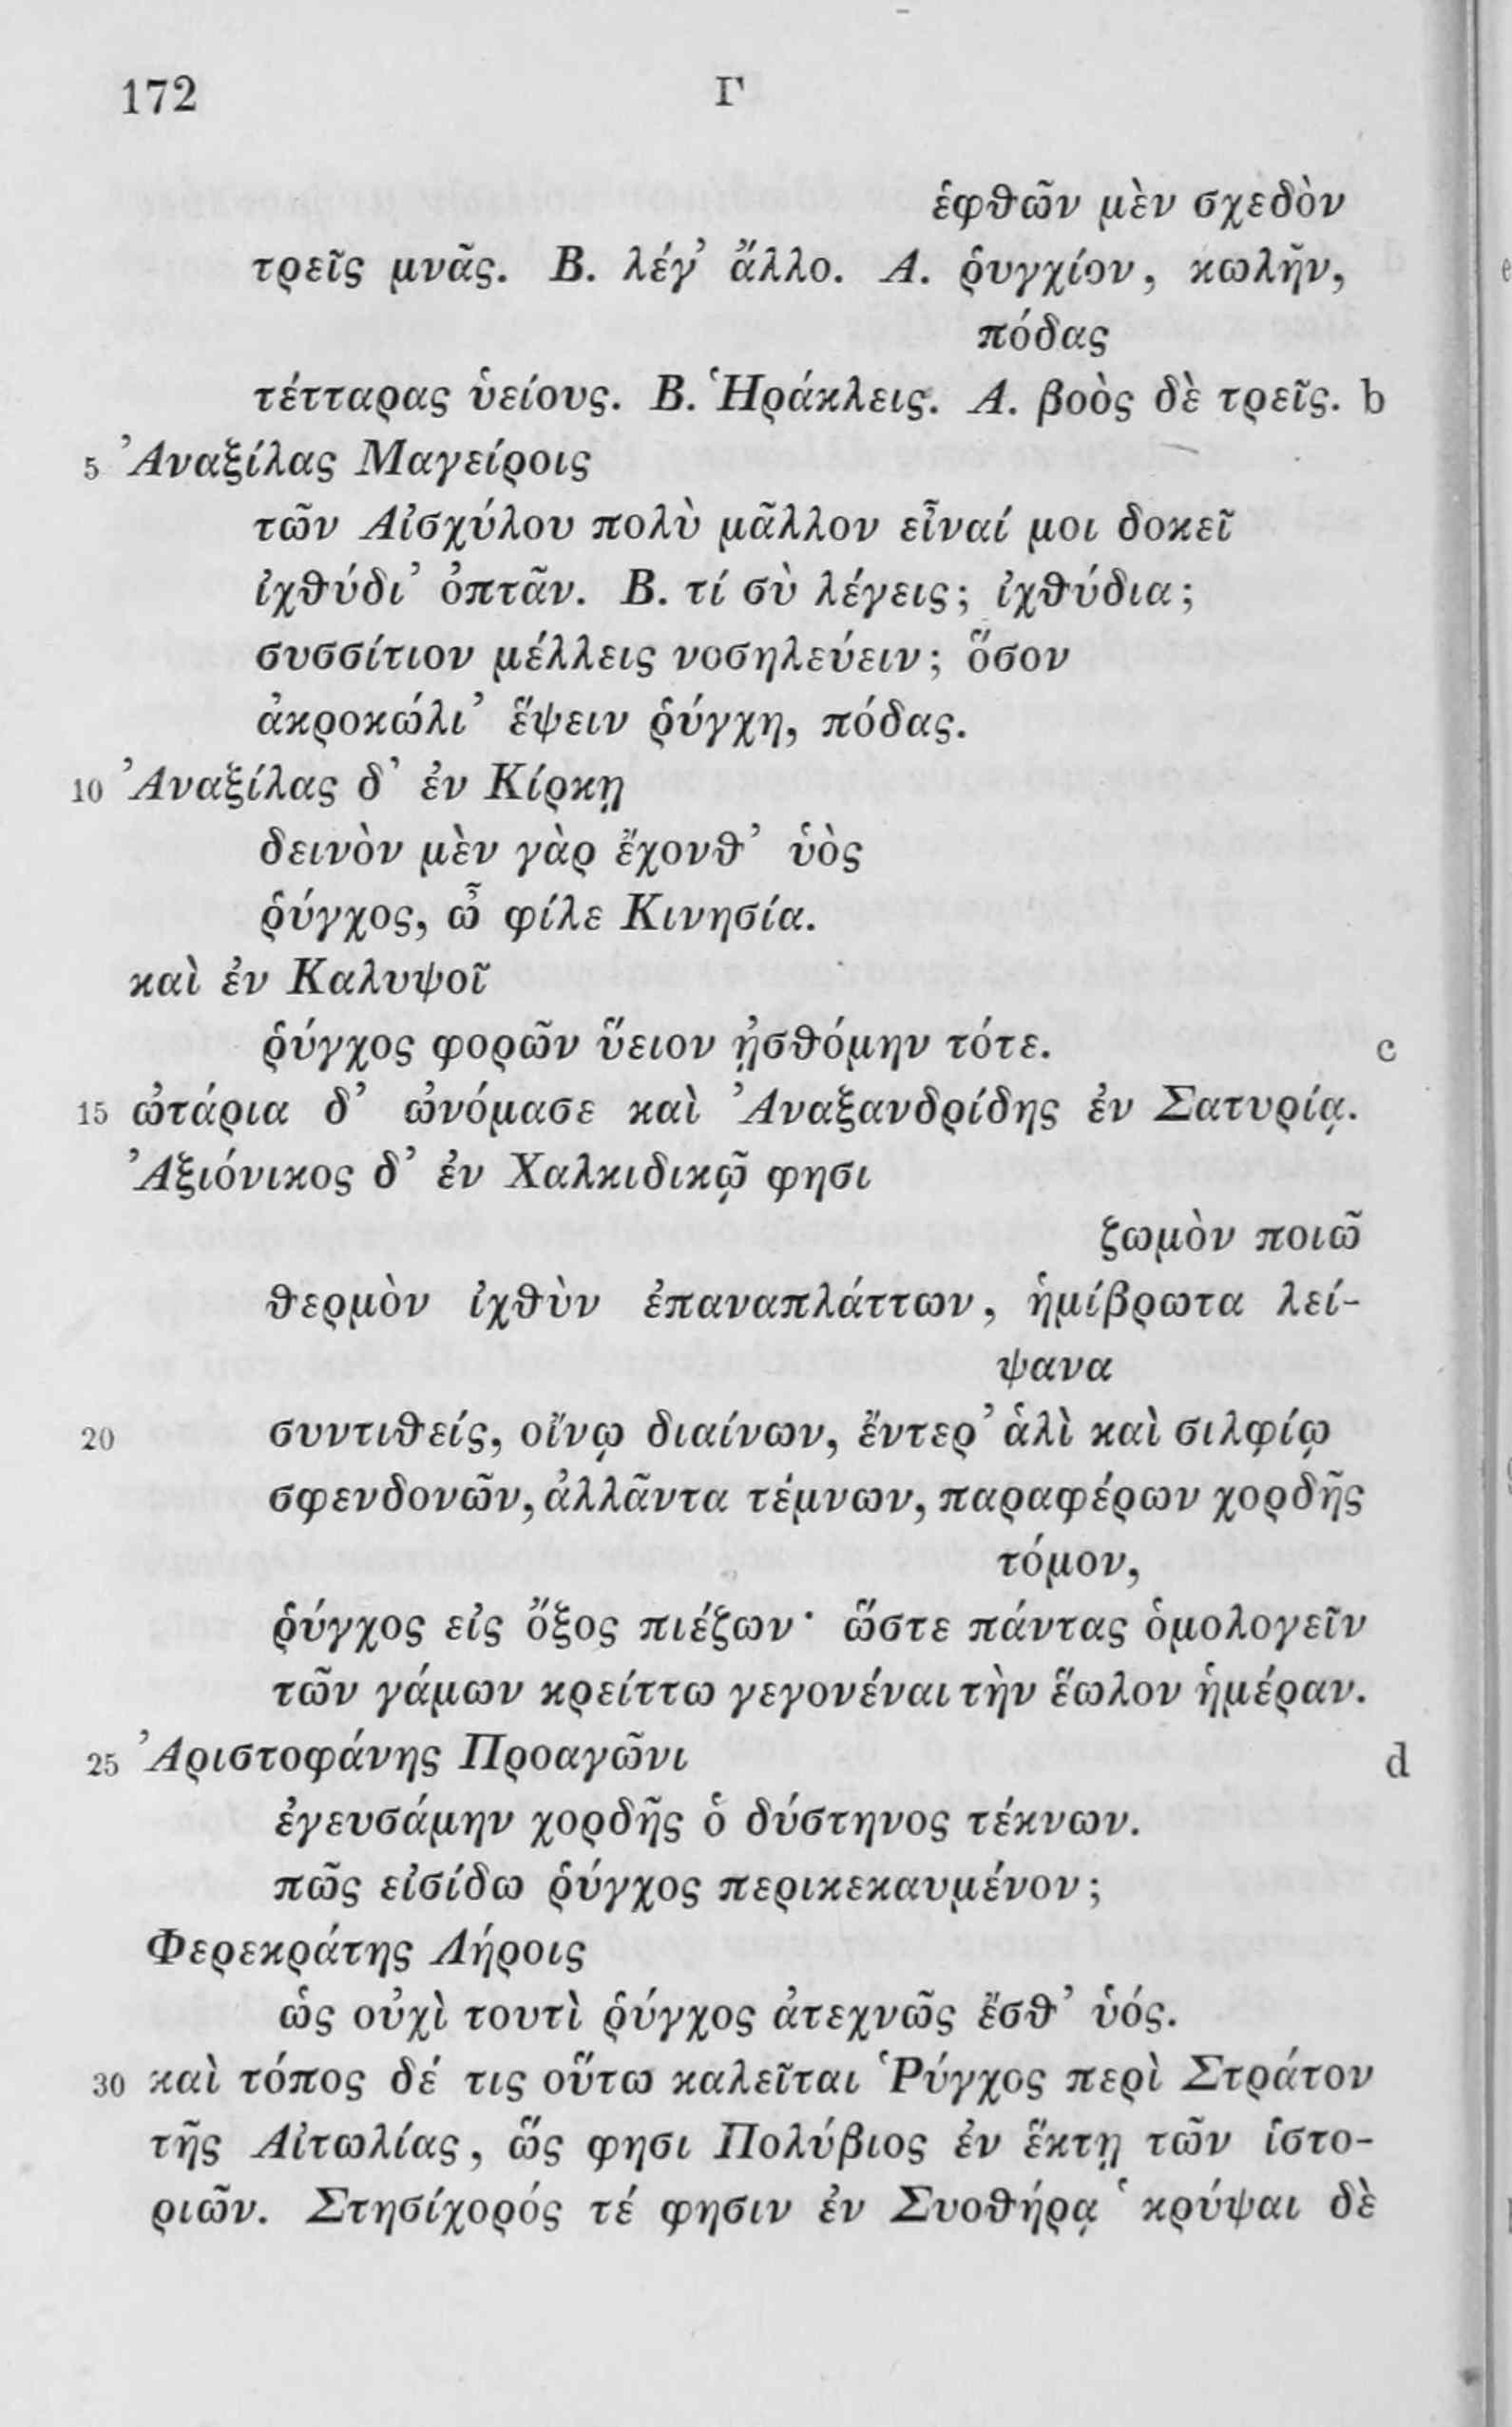 172 Γ
ἑφθῶν μὲν σχεδὸν
τρεῖς μνᾶς. Β. λέγ’ ἄλλο. Α. ῥυγχίον, κωλῆν,
πόδας
τέτταρας ὑείους. Β. Ἡράκλεις. Α. βοὸς δὲ τρεῖς. b
5 Ἀναξίλας Μαγείροις
τῶν Αἰσχύλου πολὺ μᾶλλον εἶναί μοι δοκεῖ
ἰχθύδι’ ὀπτᾶν. Β. τί σὺ λέγεις; ἰχθύδια;
συσσίτιον μέλλεις νοσηλεύειν; ὅσον
ἀκροκώλι’ ἕψειν ῥύγχη, πόδας.
10 Ἀναξίλας δ’ ἐν Κίρκῃ
δεινὸν μὲν γὰρ ἔχονθ’ ὑὸς
ῥύγχος, ὦ φίλε Κινησία.
καὶ ἐν Καλυψοῖ
ῥύγχος φορῶν ὕειον ᾐσθόμην τότε. c
15 ὠτάρια δ’ ὠνόμασε καὶ Ἀναξανδρίδης ἐν Σατυρίᾳ.
Ἀξιόνικος δ’ ἐν Χαλκιδικῷ φησι
ζωμὸν ποιῶ
θερμὸν ἰχθὺν ἐπαναπλάττων, ἡμίβρωτα λεί-
ψανα
20 συντιθείς, οἴνῳ διαίνων, ἔντερ’ ἁλὶ καὶ σιλφίῳ
σφενδονῶν, ἀλλᾶντα τέμνων, παραφέρων χορδῆς
τόμον,
ῥύγχος εἰς ὄξος πιέζων· ὥστε πάντας ὁμολογεῖν
τῶν γάμων κρείττω γεγονέναι τὴν ἕωλον ἡμέραν.
25 Ἀριστοφάνης Προαγῶνι d
ἐγευσάμην χορδῆς ὁ δύστηνος τέκνων.
πῶς εἰσίδω ῥύγχος περικεκαυμένον;
Φερεκράτης Λήροις
ὡς οὐχὶ τουτὶ ῥύγχος ἀτεχνῶς ἔσθ’ ὑός.
30 καὶ τόπος δέ τις οὕτω καλεῖται Ῥύγχος περὶ Στράτον
τῆς Αἰτωλίας, ὥς φησι Πολύβιος ἐν ἕκτῃ τῶν ἱστο-
ριῶν. Στησίχορός τέ φησιν ἐν Συοθήρᾳ ‘κρύψαι δὲ